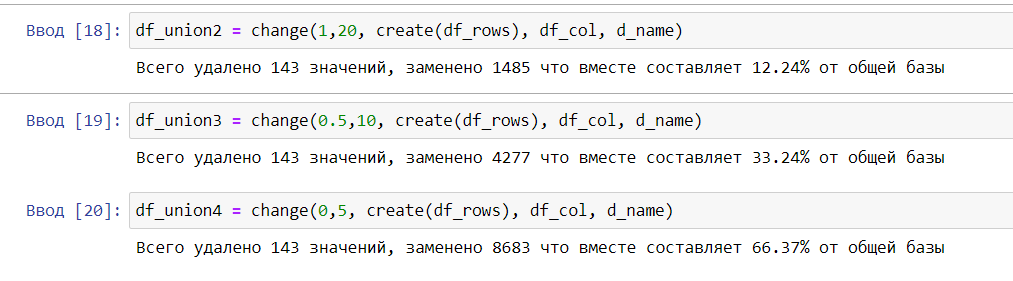 Ввод [18]: df_union2 = change(1,20, create(df_rows), df_col, d_name)
Всего удалено 143 значений, заменено 1485 что вместе составляет 12.24% от общей базы
Ввод [19]: df_union3 = change(0.5,10, create(df_rows), df_col, d_name)
Всего удалено 143 значений, заменено 4277 что вместе составляет 33.24% от общей базы
Ввод [20]: df_union4 = change(0,5, create(df_rows), df_col, d_name)
Всего удалено 143 значений, заменено 8683 что вместе составляет 66.37% от общей базы